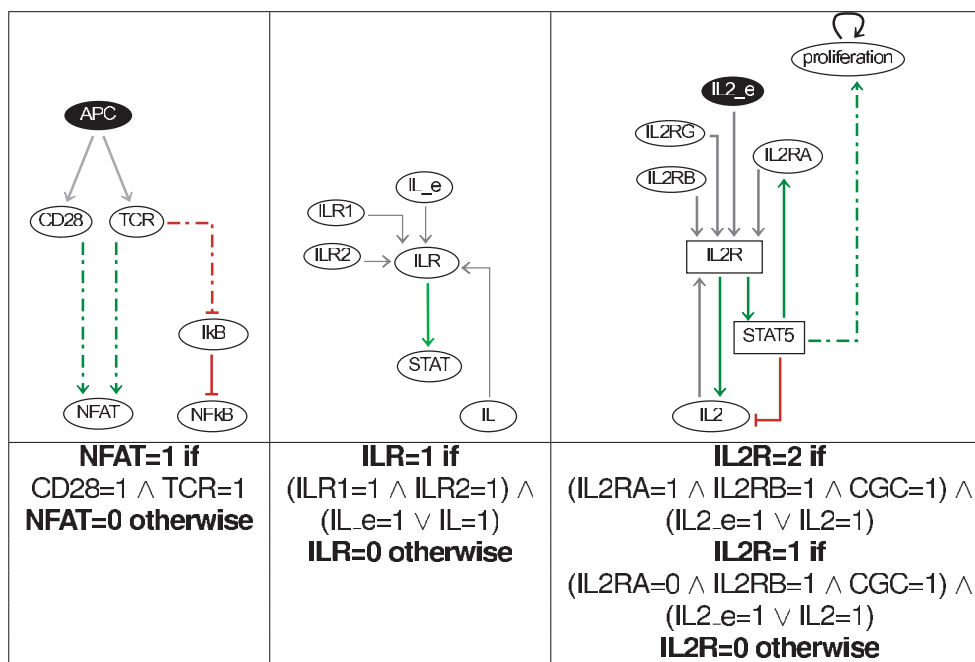 APC
CD28
TCR
IkB
NFAT
NFkB
NFAT=1 if
CD28=1 ∧ TCR=1
NFAT=0 otherwise
IL_e
ILR1
ILR2
ILR
STAT
IL
ILR=1 if
(ILR1=1 ∧ ILR2=1) ∧
(IL_e=1 ∨ IL=1)
ILR=0 otherwise
proliferation
IL2_e
IL2RG
IL2RA
IL2RB
IL2R
STAT5
IL2
IL2R=2 if
(IL2RA=1 ∧ IL2RB=1 ∧ CGC=1) ∧
(IL2_e=1 ∨ IL2=1)
IL2R=1 if
(IL2RA=0 ∧ IL2RB=1 ∧ CGC=1) ∧
(IL2_e=1 ∨ IL2=1)
IL2R=0 otherwise